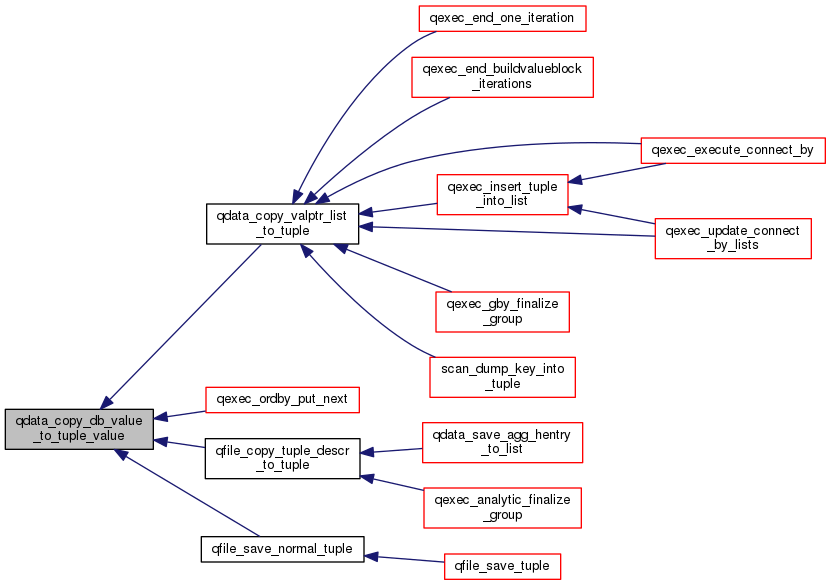 qexec_end_one_iteration
qexec_end_buildvalueblock
_iterations
qexec_execute_connect_by
qexec_insert_tuple
_into_list
qdata_copy_valptr_list
_to_tuple
qexec_update_connect
_by_lists
qexec_gby_finalize
_group
scan_dump_key_into
_tuple
qexec_ordby_put_next
qdata_copy_db_value
_to_tuple_value
qfile_copy_tuple_descr
_to_tuple
qdata_save_agg_hentry
_to_list
qexec_analytic_finalize
_group
qfile_save_normal_tuple
qfile_save_tuple